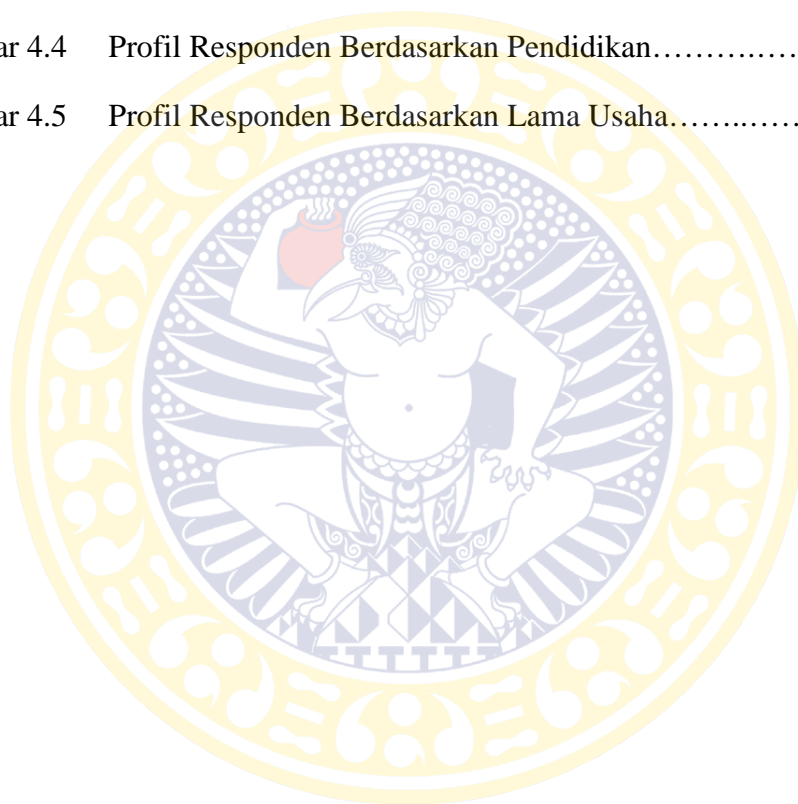 ar 4.4 Profil Responden Berdasarkan Pendidikan……….……
ar 4.5 Profil Responden Berdasarkan Lama Usaha……..……